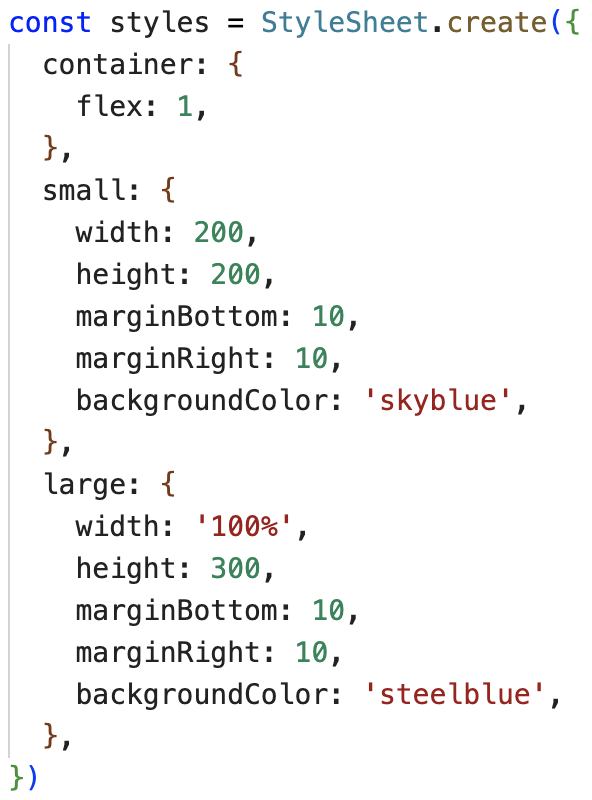 const styles = StyleSheet.create({
  container: {
    flex: 1,
  },
  small: {
    width: 200,
    height: 200,
    marginBottom: 10,
    marginRight: 10,
    backgroundColor: 'skyblue',
  },
  large: {
    width: '100%',
    height: 300,
    marginBottom: 10,
    marginRight: 10,
    backgroundColor: 'steelblue',
  },
})